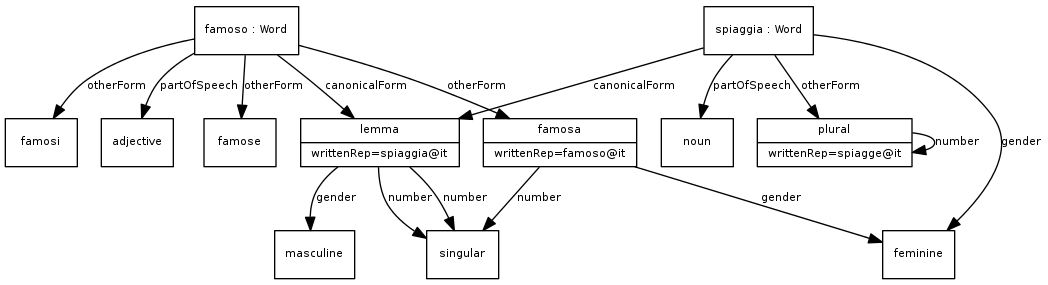 famoso : Word
spiaggia : Word
otherForm
partOfSpeech
otherForm
canonicalForm
otherForm
canonicalForm
partOfSpeech
otherForm
famosi
adjective
famose
lemma
writtenRep=spiaggia@it
famosa
writtenRep=famoso@it
noun
plural
writtenRep=spiagge@it
number
gender
gender
number
number
number
gender
masculine
singular
feminine